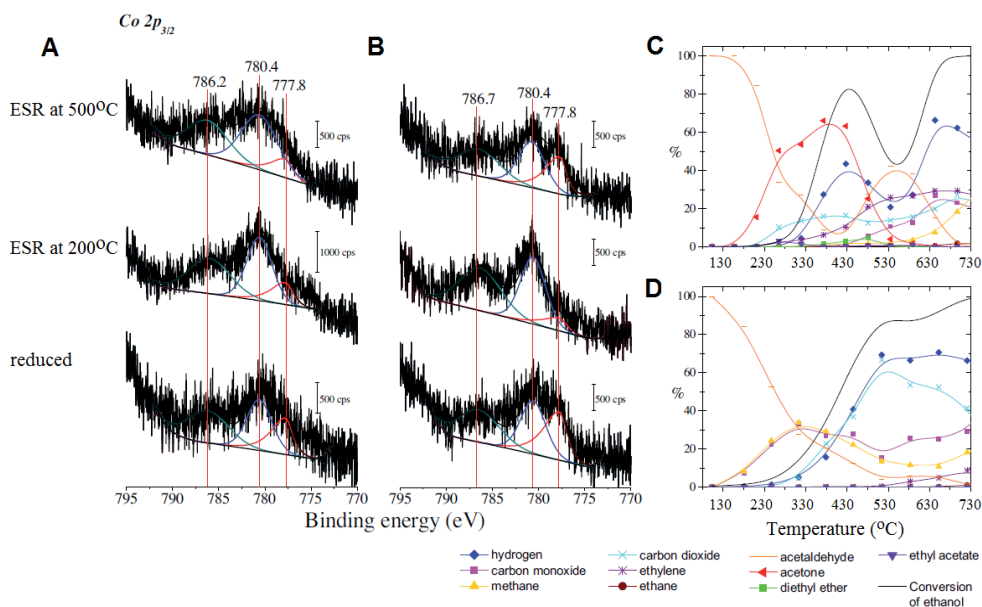 Co 2p3/2
A
B
C
D
ESR at 500°C
ESR at 200°C
reduced
786.2
780.4
777.8
500 cps
1000 cps
500 cps
795 790 785 780 775 770
786.7
780.4
777.8
500 cps
500 cps
500 cps
795 790 785 780 775 770
Binding energy (eV)
100
80
60
%
40
20
0
130 230 330 430 530 630 730
100
80
60
%
40
20
0
130 230 330 430 530 630 730
Temperature (°C)
hydrogen
carbon monoxide
methane
carbon dioxide
ethylene
ethane
acetaldehyde
acetone
diethyl ether
ethyl acetate
Conversion
of ethanol